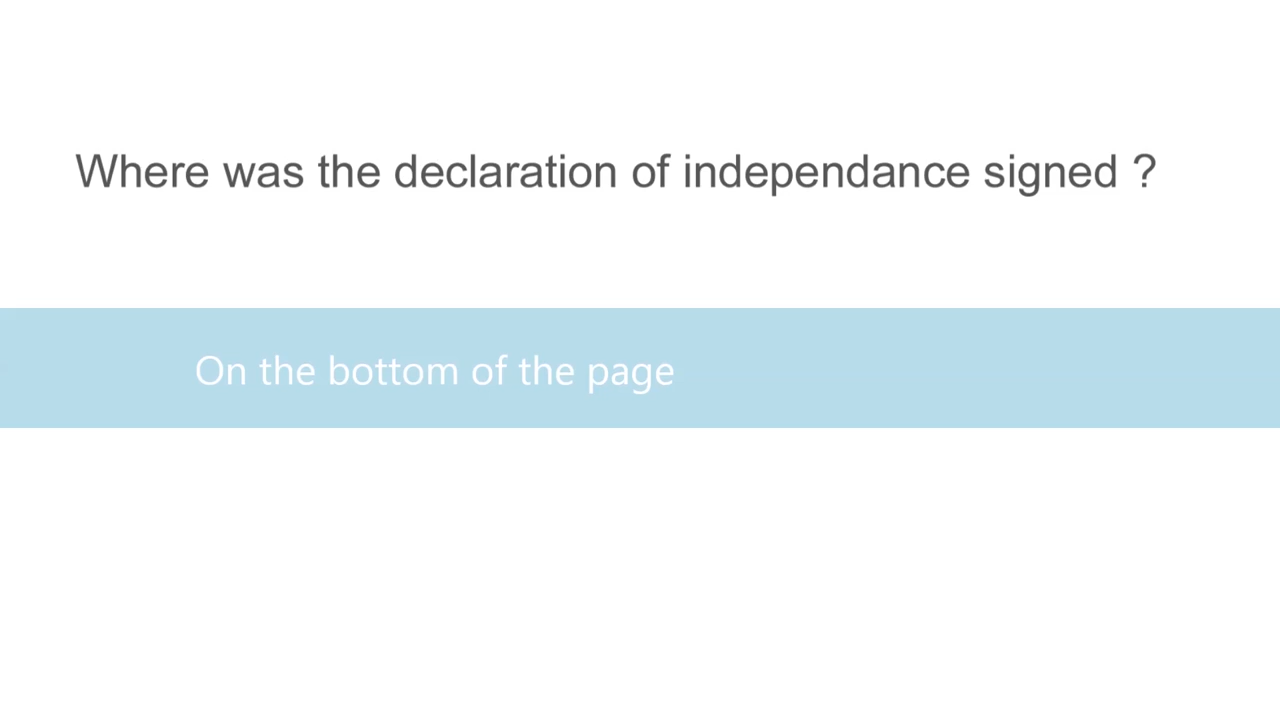 Where was the declaration of independance signed ?
On the bottom of the page